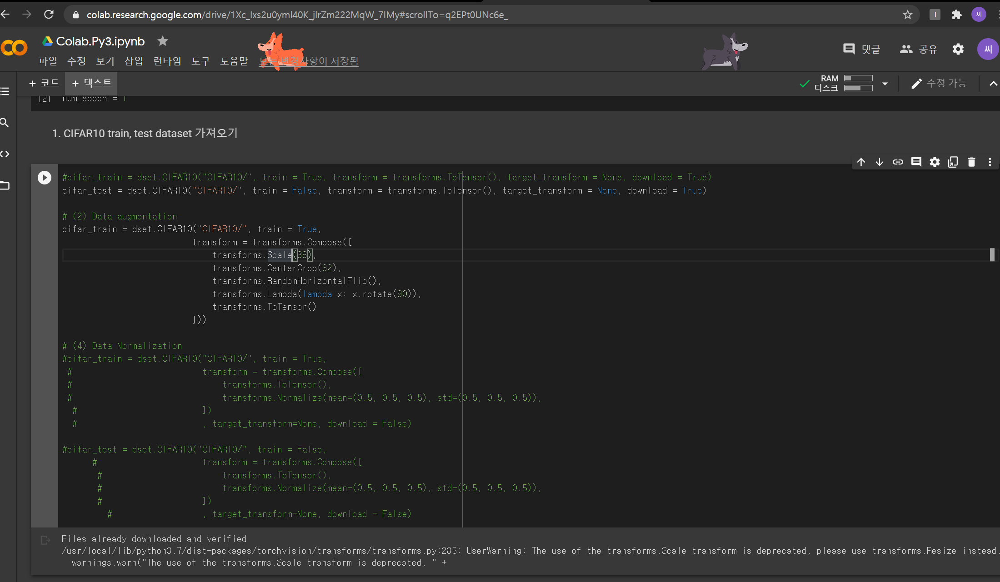 colab.research.google.com/drive/1Xc_Ixs2u0yml40K_jlrZm222MqW_7IMy#scrollTo=q2EPt0UNc6e_
I
씨
CO
Colab.Py3.ipynb
댓글
공유
씨
파일 수정 보기 삽입 런타임 도구 도움말 모든 변경사항이 저장됨
+ 코드 + 텍스트
RAM
디스크
수정 가능
[2] num_epoch = 1
1. CIFAR10 train, test dataset 가져오기
#cifar_train = dset.CIFAR10("CIFAR10/", train = True, transform = transforms.ToTensor(), target_transform = None, download = True)
cifar_test = dset.CIFAR10("CIFAR10/", train = False, transform = transforms.ToTensor(), target_transform = None, download = True)
# (2) Data augmentation
cifar_train = dset.CIFAR10("CIFAR10/", train = True,
transform = transforms.Compose([
transforms.Scale(36),
transforms.CenterCrop(32),
transforms.RandomHorizontalFlip(),
transforms.Lambda(lambda x: x.rotate(90)),
transforms.ToTensor()
]))
# (4) Data Normalization
#cifar_train = dset.CIFAR10("CIFAR10/", train = True,
# transform = transforms.Compose([
# transforms.ToTensor(),
# transforms.Normalize(mean=(0.5, 0.5, 0.5), std=(0.5, 0.5, 0.5)),
# ])
# , target_transform=None, download = False)
#cifar_test = dset.CIFAR10("CIFAR10/", train = False,
# transform = transforms.Compose([
# transforms.ToTensor(),
# transforms.Normalize(mean=(0.5, 0.5, 0.5), std=(0.5, 0.5, 0.5)),
# ])
# , target_transform=None, download = False)
Files already downloaded and verified
/usr/local/lib/python3.7/dist-packages/torchvision/transforms/transforms.py:285: UserWarning: The use of the transforms.Scale transform is deprecated, please use transforms.Resize instead.
warnings.warn("The use of the transforms.Scale transform is deprecated, " +